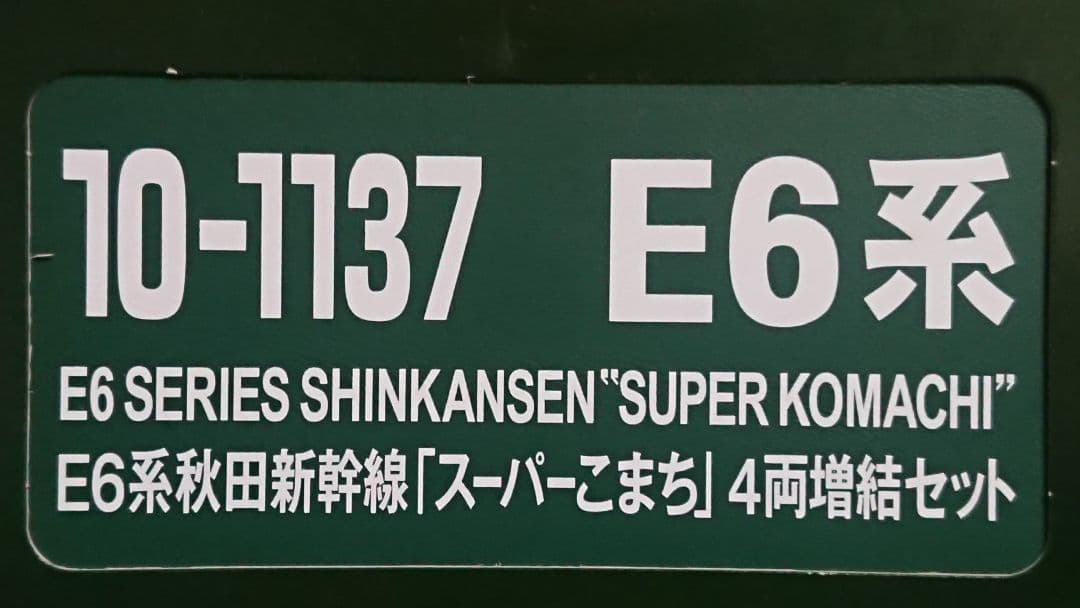 10-1137 E6系
E6 SERIES SHINKANSEN“SUPER KOMACHI”
E6系秋田新幹線「スーパーこまち」4両増結セット